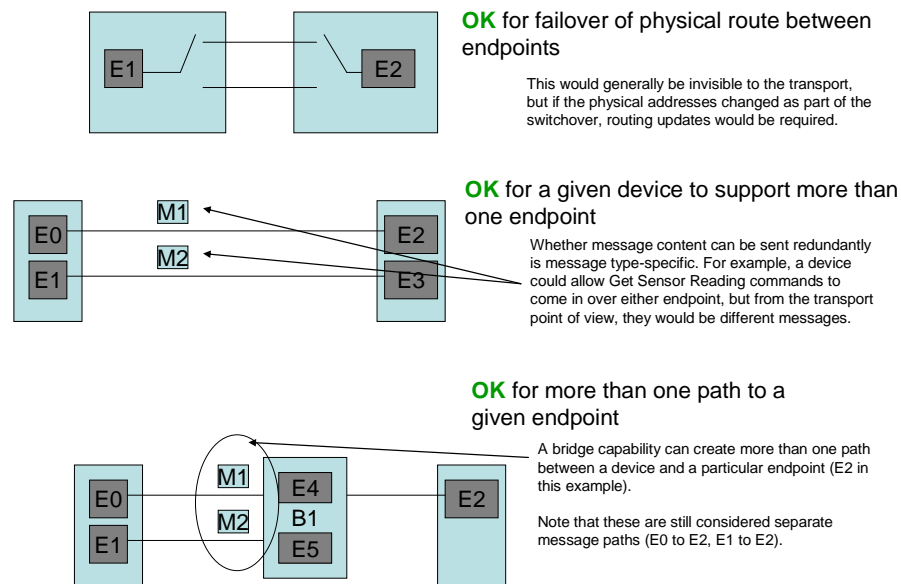 OK for failover of physical route between
endpoints
E1
E2
This would generally be invisible to the transport,
but if the physical addresses changed as part of the
switchover, routing updates would be required.
OK for a given device to support more than
one endpoint
M1
E0
E2
M2
E1
E3
Whether message content can be sent redundantly
is message type-specific. For example, a device
could allow Get Sensor Reading commands to
come in over either endpoint, but from the transport
point of view, they would be different messages.
OK for more than one path to a
given endpoint
A bridge capability can create more than one path
between a device and a particular endpoint (E2 in
this example).
Note that these are still considered separate
message paths (E0 to E2, E1 to E2).
M1
E0
E4
E2
M2
B1
E1
E5